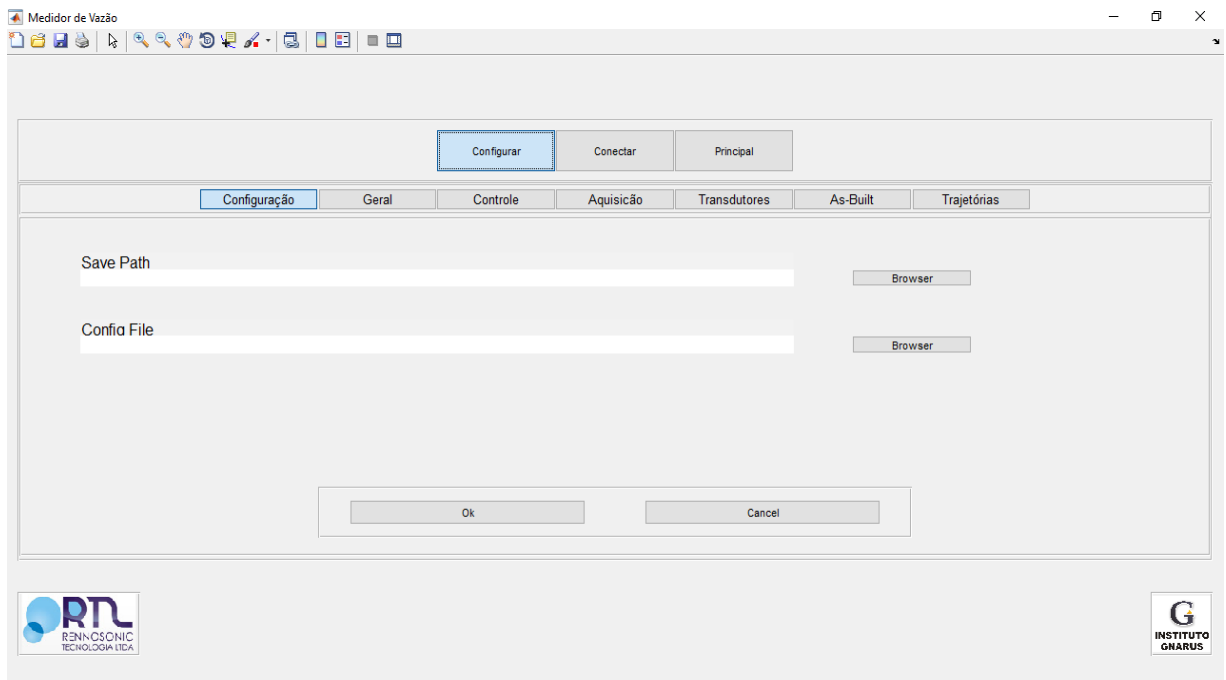 Medidor de Vazão
Configurar Conectar Principal
Configuração Geral Controle Aquisicão Transdutores As-Built Trajetórias
Save Path
Browser
Config File
Browser
Ok Cancel
RTL
RENNOSONIC
TECNOLOGIA LTDA
G
INSTITUTO
GNARUS